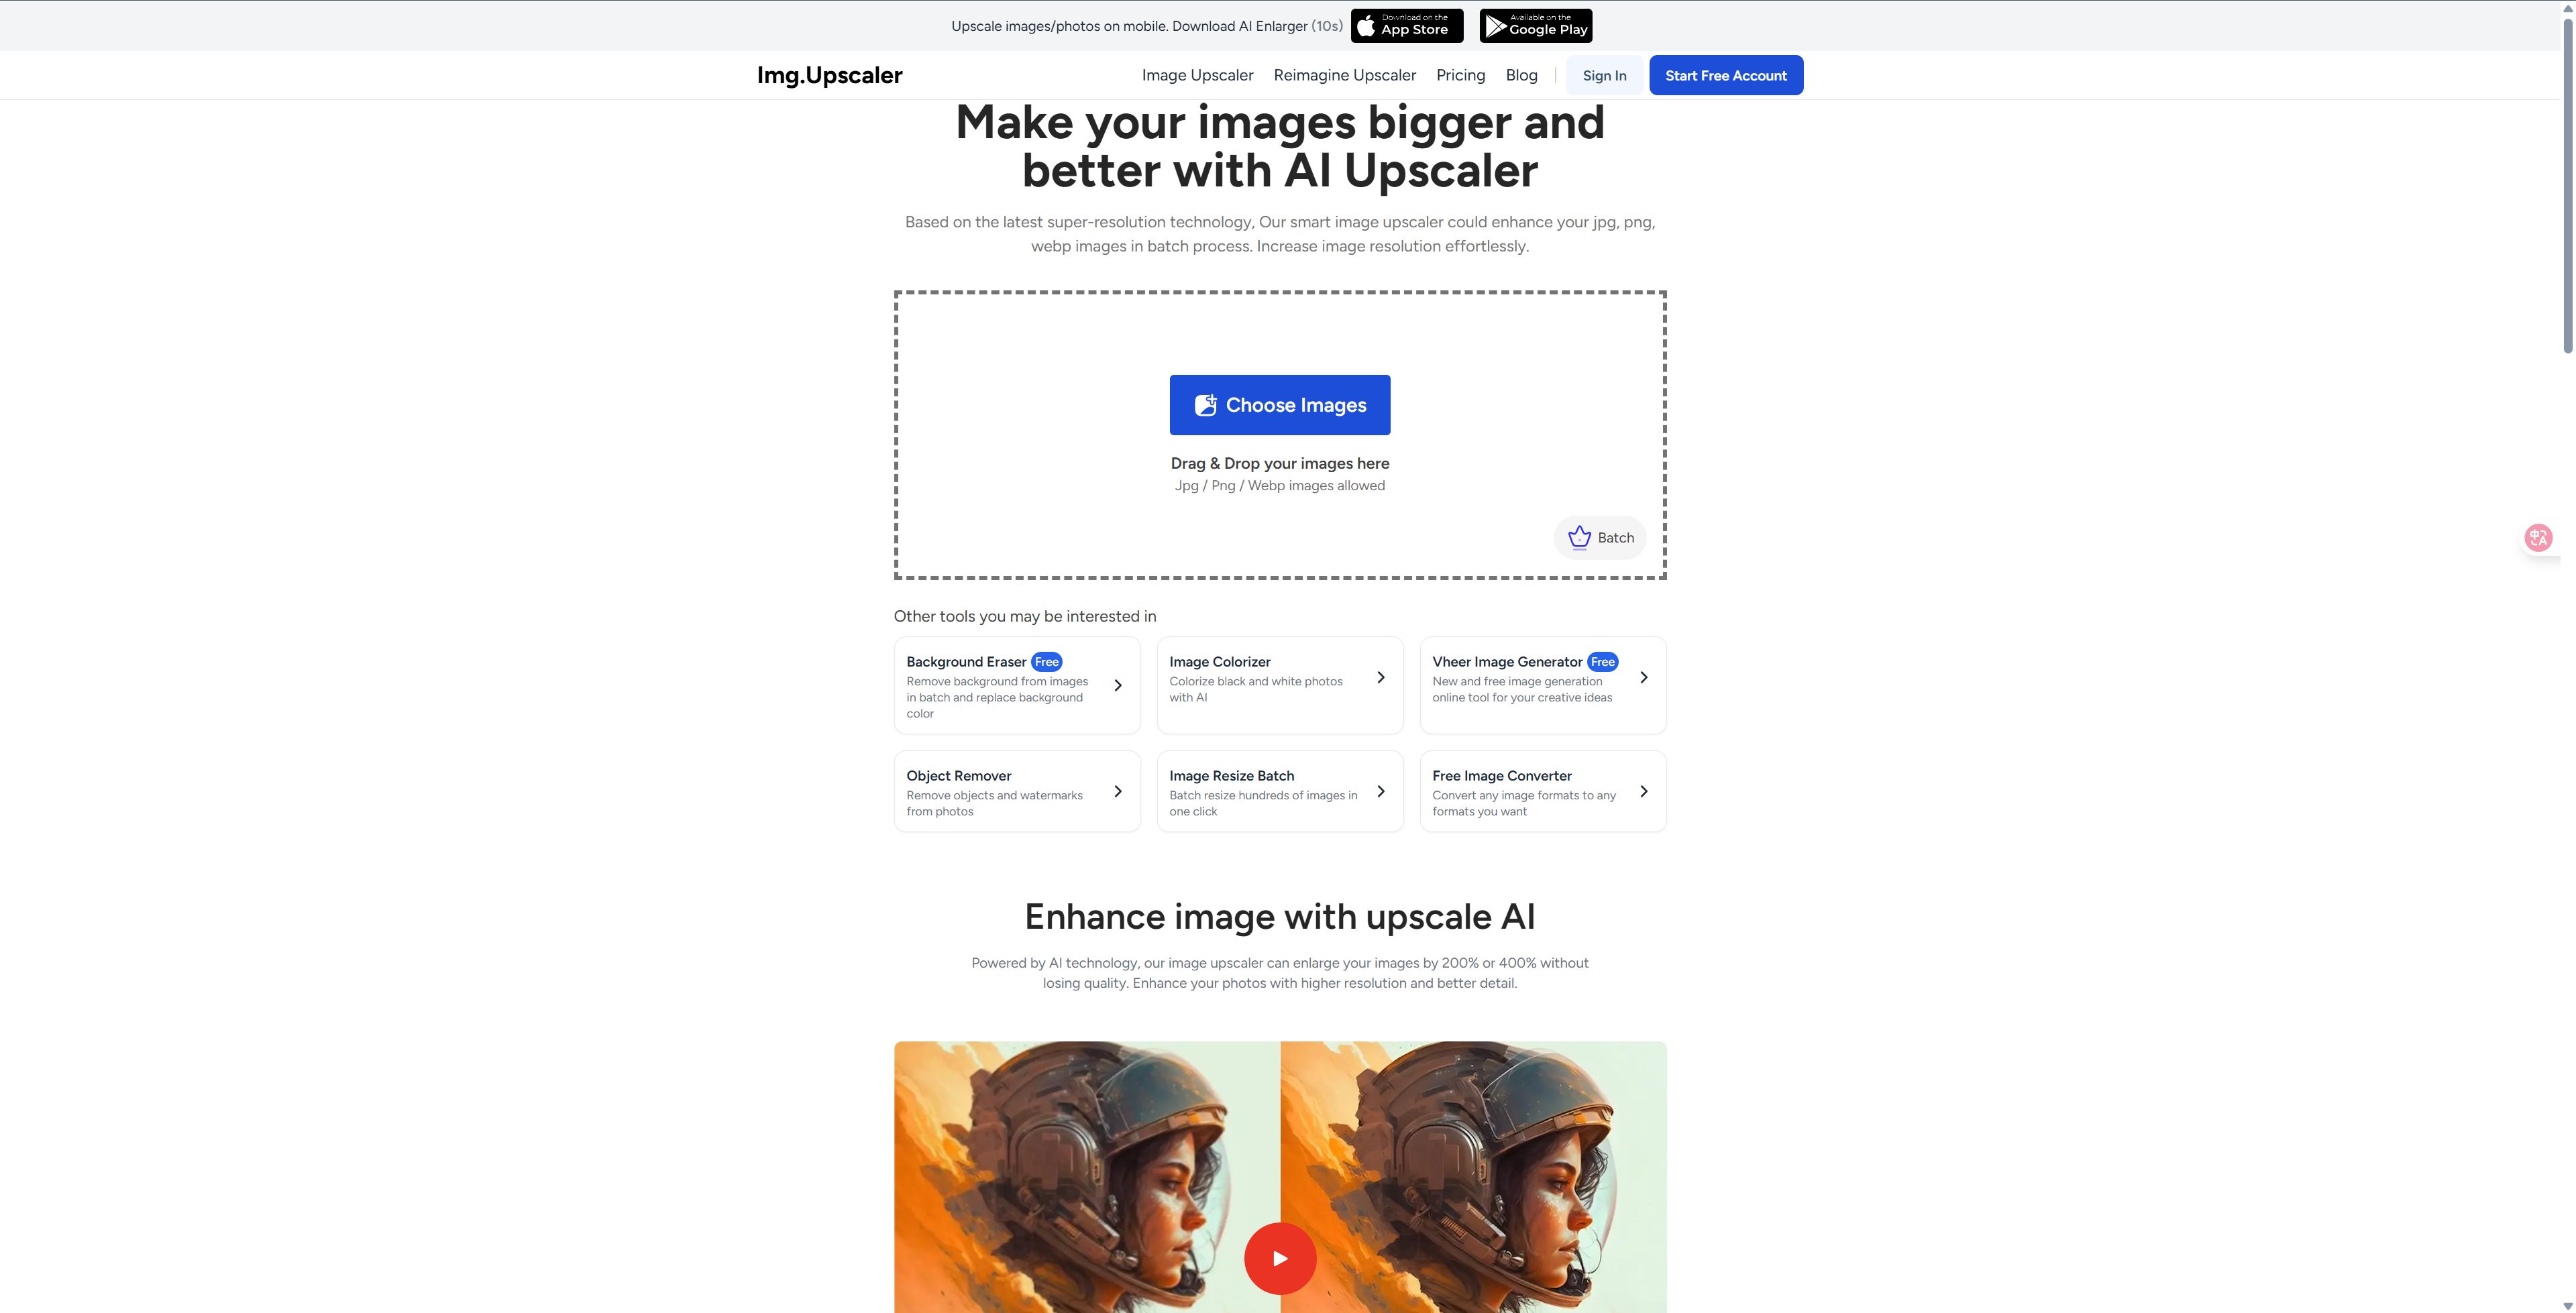 Upscale images/photos on mobile. Download AI Enlarger (10s)
Download on the
App Store
Available on the
Google Play
Img.Upscaler
Image Upscaler
Reimagine Upscaler
Pricing
Blog
Sign In
Start Free Account
Make your images bigger and
better with AI Upscaler
Based on the latest super-resolution technology, Our smart image upscaler could enhance your jpg, png,
webp images in batch process. Increase image resolution effortlessly.
Choose Images
Drag & Drop your images here
Jpg / Png / Webp images allowed
Batch
中A
Other tools you may be interested in
Background Eraser Free
Remove background from images
in batch and replace background
color
Image Colorizer
Colorize black and white photos
with AI
Vheer Image Generator Free
New and free image generation
online tool for your creative ideas
Object Remover
Remove objects and watermarks
from photos
Image Resize Batch
Batch resize hundreds of images in
one click
Free Image Converter
Convert any image formats to any
formats you want
Enhance image with upscale AI
Powered by AI technology, our image upscaler can enlarge your images by 200% or 400% without
losing quality. Enhance your photos with higher resolution and better detail.